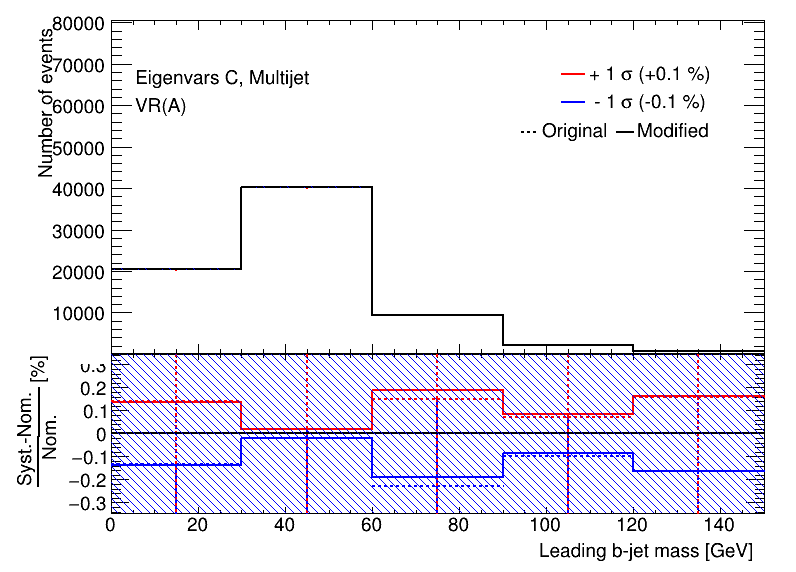 80000
70000
60000
50000
40000
30000
20000
10000
Number of events
Eigenvars C, Multijet
VR(A)
+ 1 σ (+0.1 %)
- 1 σ (-0.1 %)
Original Modified
0.3
0.2
0.1
0
−0.1
−0.2
−0.3
Syst.-Nom. [%]
Nom.
0 20 40 60 80 100 120 140
Leading b-jet mass [GeV]